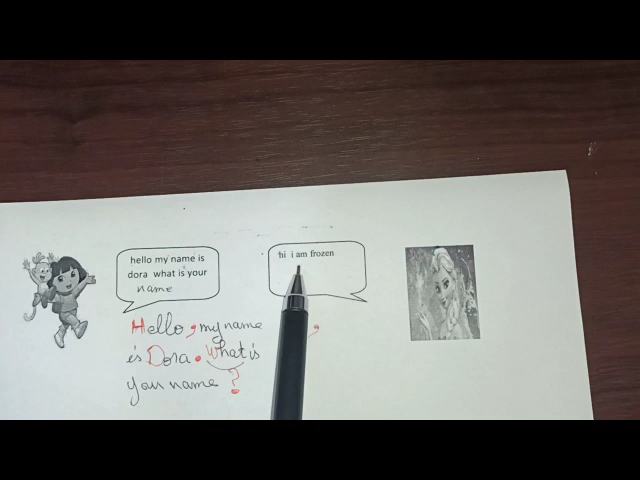 hello my name is
dora what is your
name
hi i am frozen
Hello, my name
is Dora. What is
your name ?
,